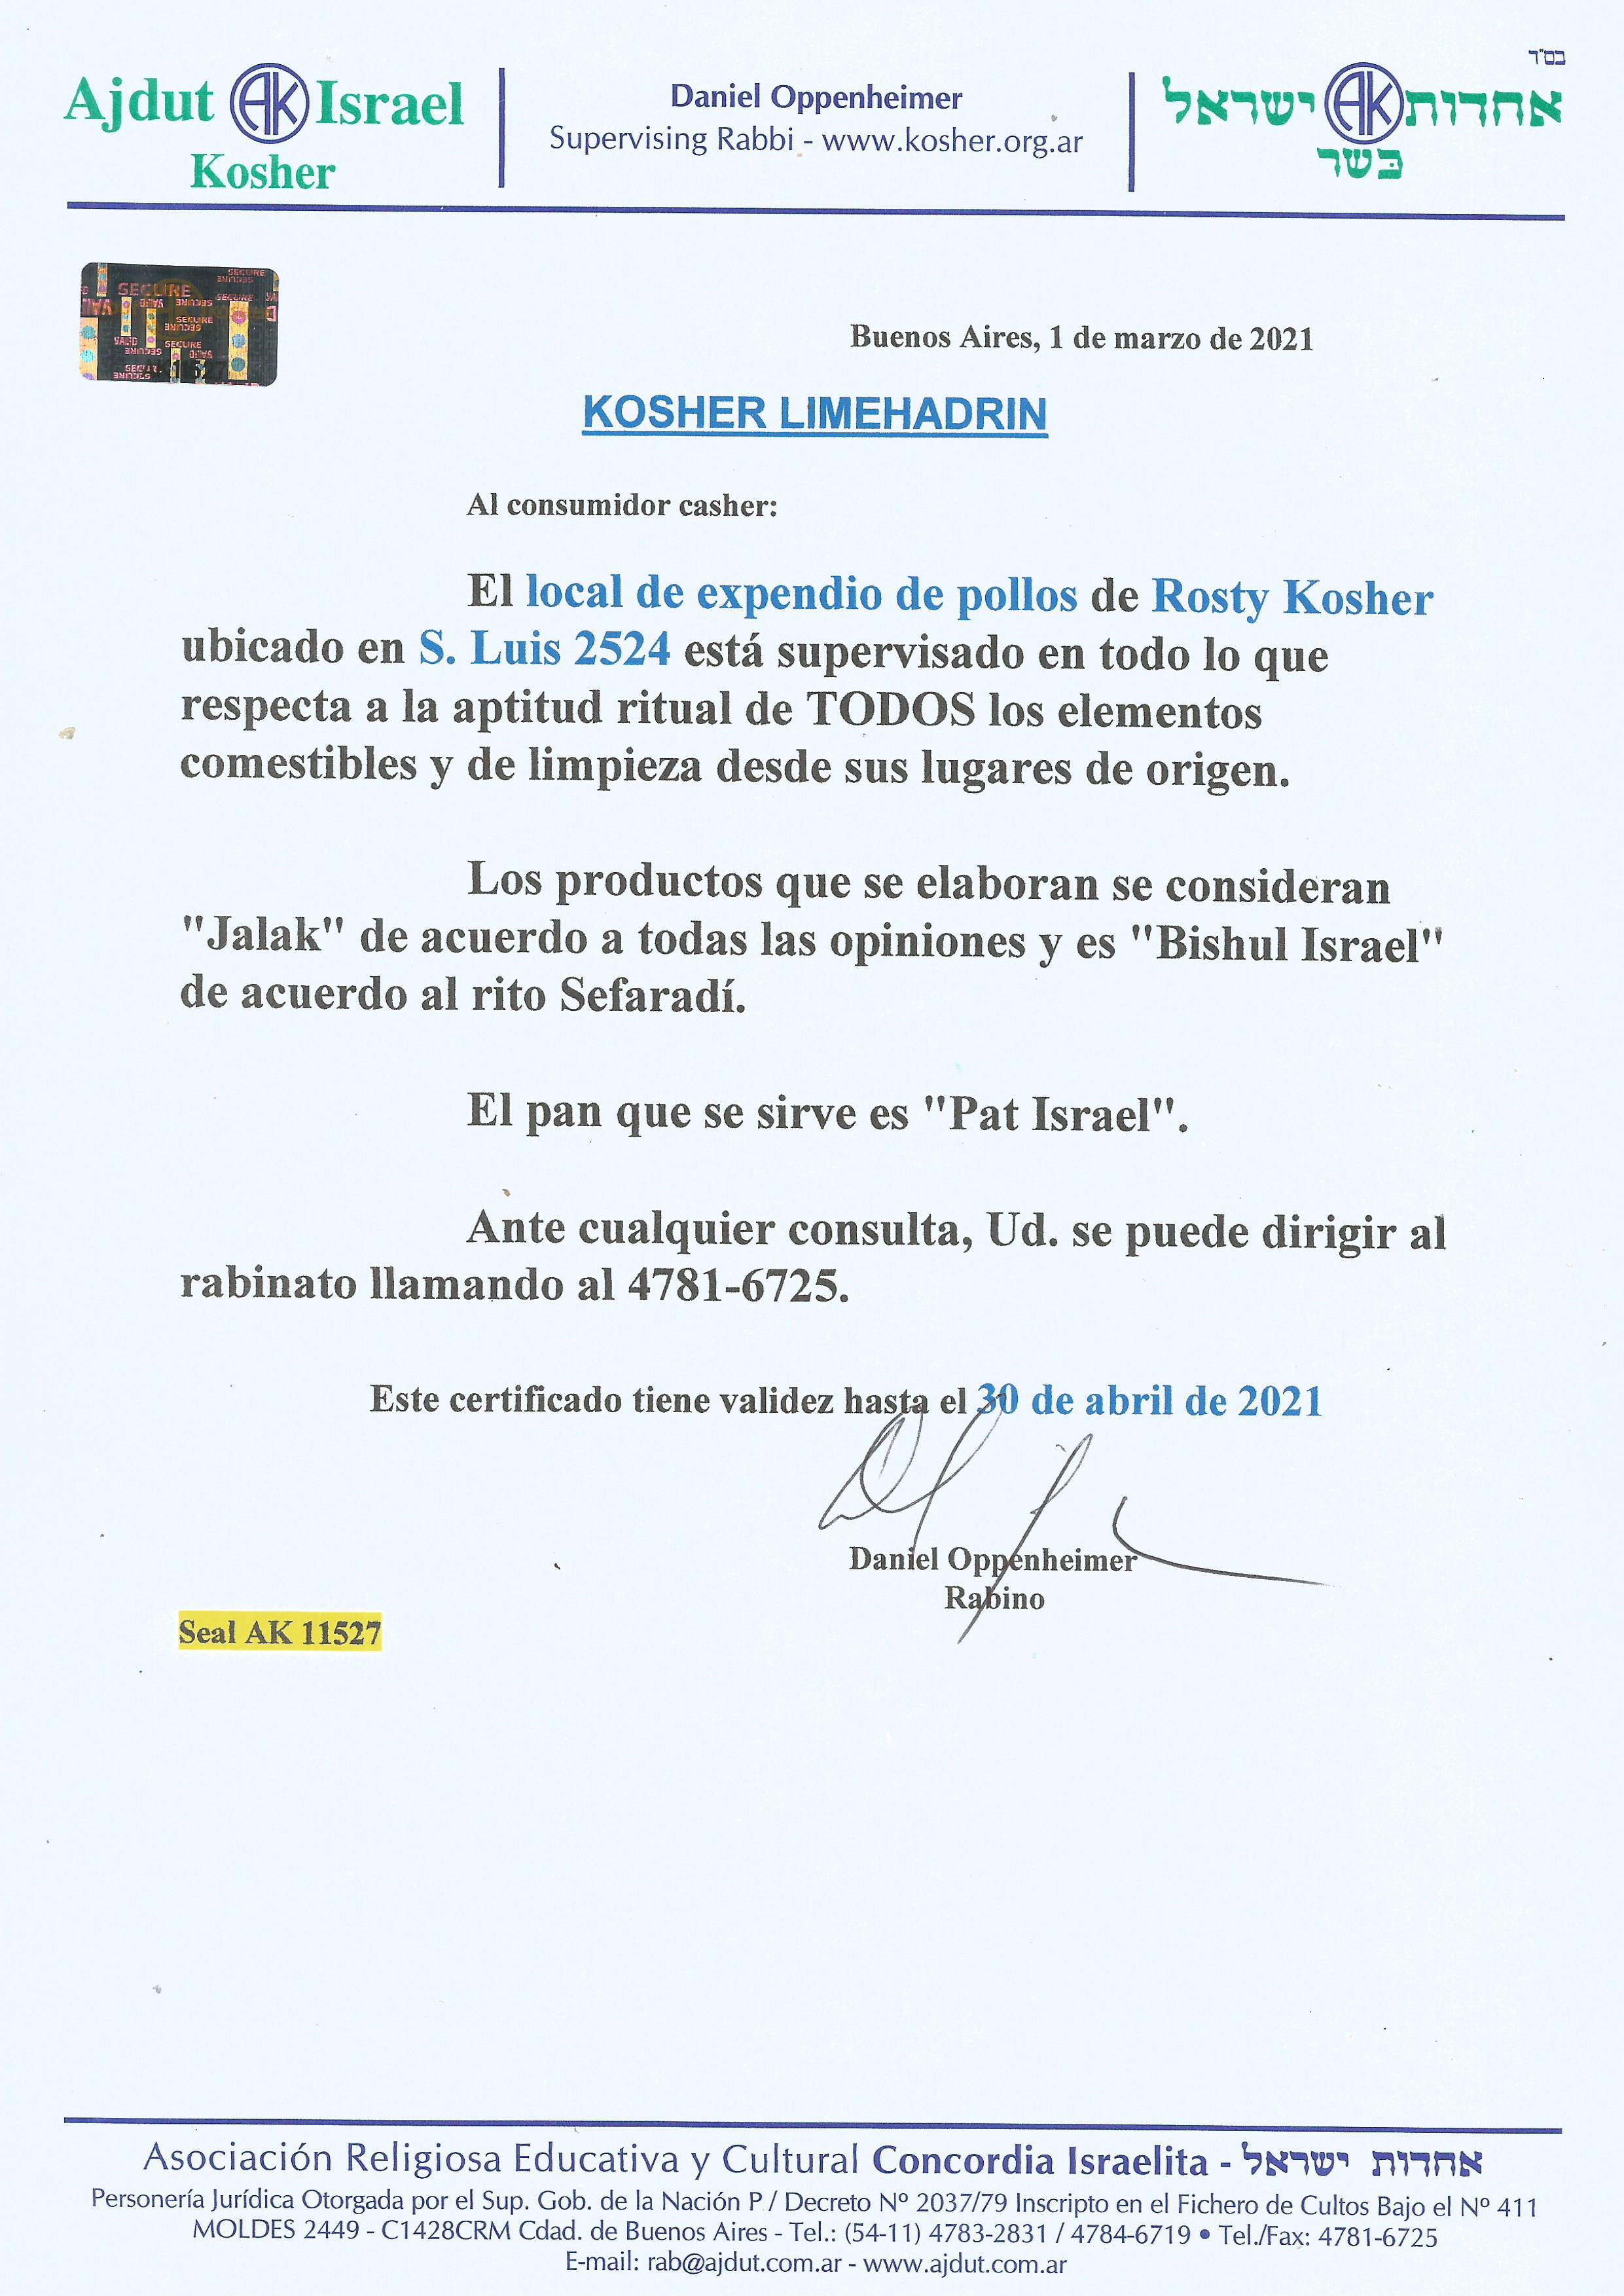 בס"ד
Ajdut AK Israel
Kosher
Daniel Oppenheimer
Supervising Rabbi - www.kosher.org.ar
אחדות AK ישראל
כשר
SECURE
VALID
Buenos Aires, 1 de marzo de 2021
KOSHER LIMEHADRIN
Al consumidor casher:
El local de expendio de pollos de Rosty Kosher
ubicado en S. Luis 2524 está supervisado en todo lo que
respecta a la aptitud ritual de TODOS los elementos
comestibles y de limpieza desde sus lugares de origen.
Los productos que se elaboran se consideran
"Jalak" de acuerdo a todas las opiniones y es "Bishul Israel"
de acuerdo al rito Sefaradí.
El pan que se sirve es "Pat Israel".
Ante cualquier consulta, Ud. se puede dirigir al
rabinato llamando al 4781-6725.
Este certificado tiene validez hasta el 30 de abril de 2021
Daniel Oppenheimer
Rabino
Seal AK 11527
Asociación Religiosa Educativa y Cultural Concordia Israelita - אחדות ישראל
Personería Jurídica Otorgada por el Sup. Gob. de la Nación P / Decreto Nº 2037/79 Inscripto en el Fichero de Cultos Bajo el Nº 411
MOLDES 2449 - C1428CRM Cdad. de Buenos Aires - Tel.: (54-11) 4783-2831 / 4784-6719 • Tel./Fax: 4781-6725
E-mail: rab@ajdut.com.ar - www.ajdut.com.ar